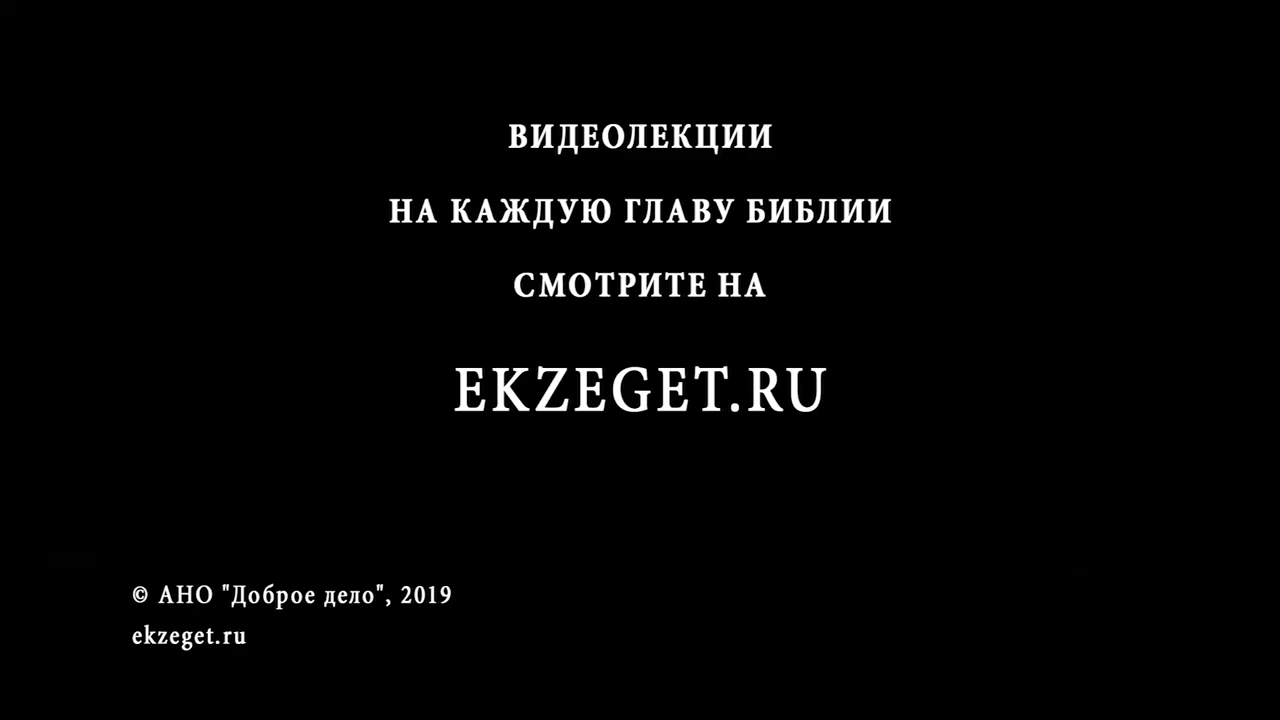 ВИДЕОЛЕКЦИИ
НА КАЖДУЮ ГЛАВУ БИБЛИИ
СМОТРИТЕ НА
EKZEGET.RU
© АНО "Доброе дело", 2019
ekzeget.ru